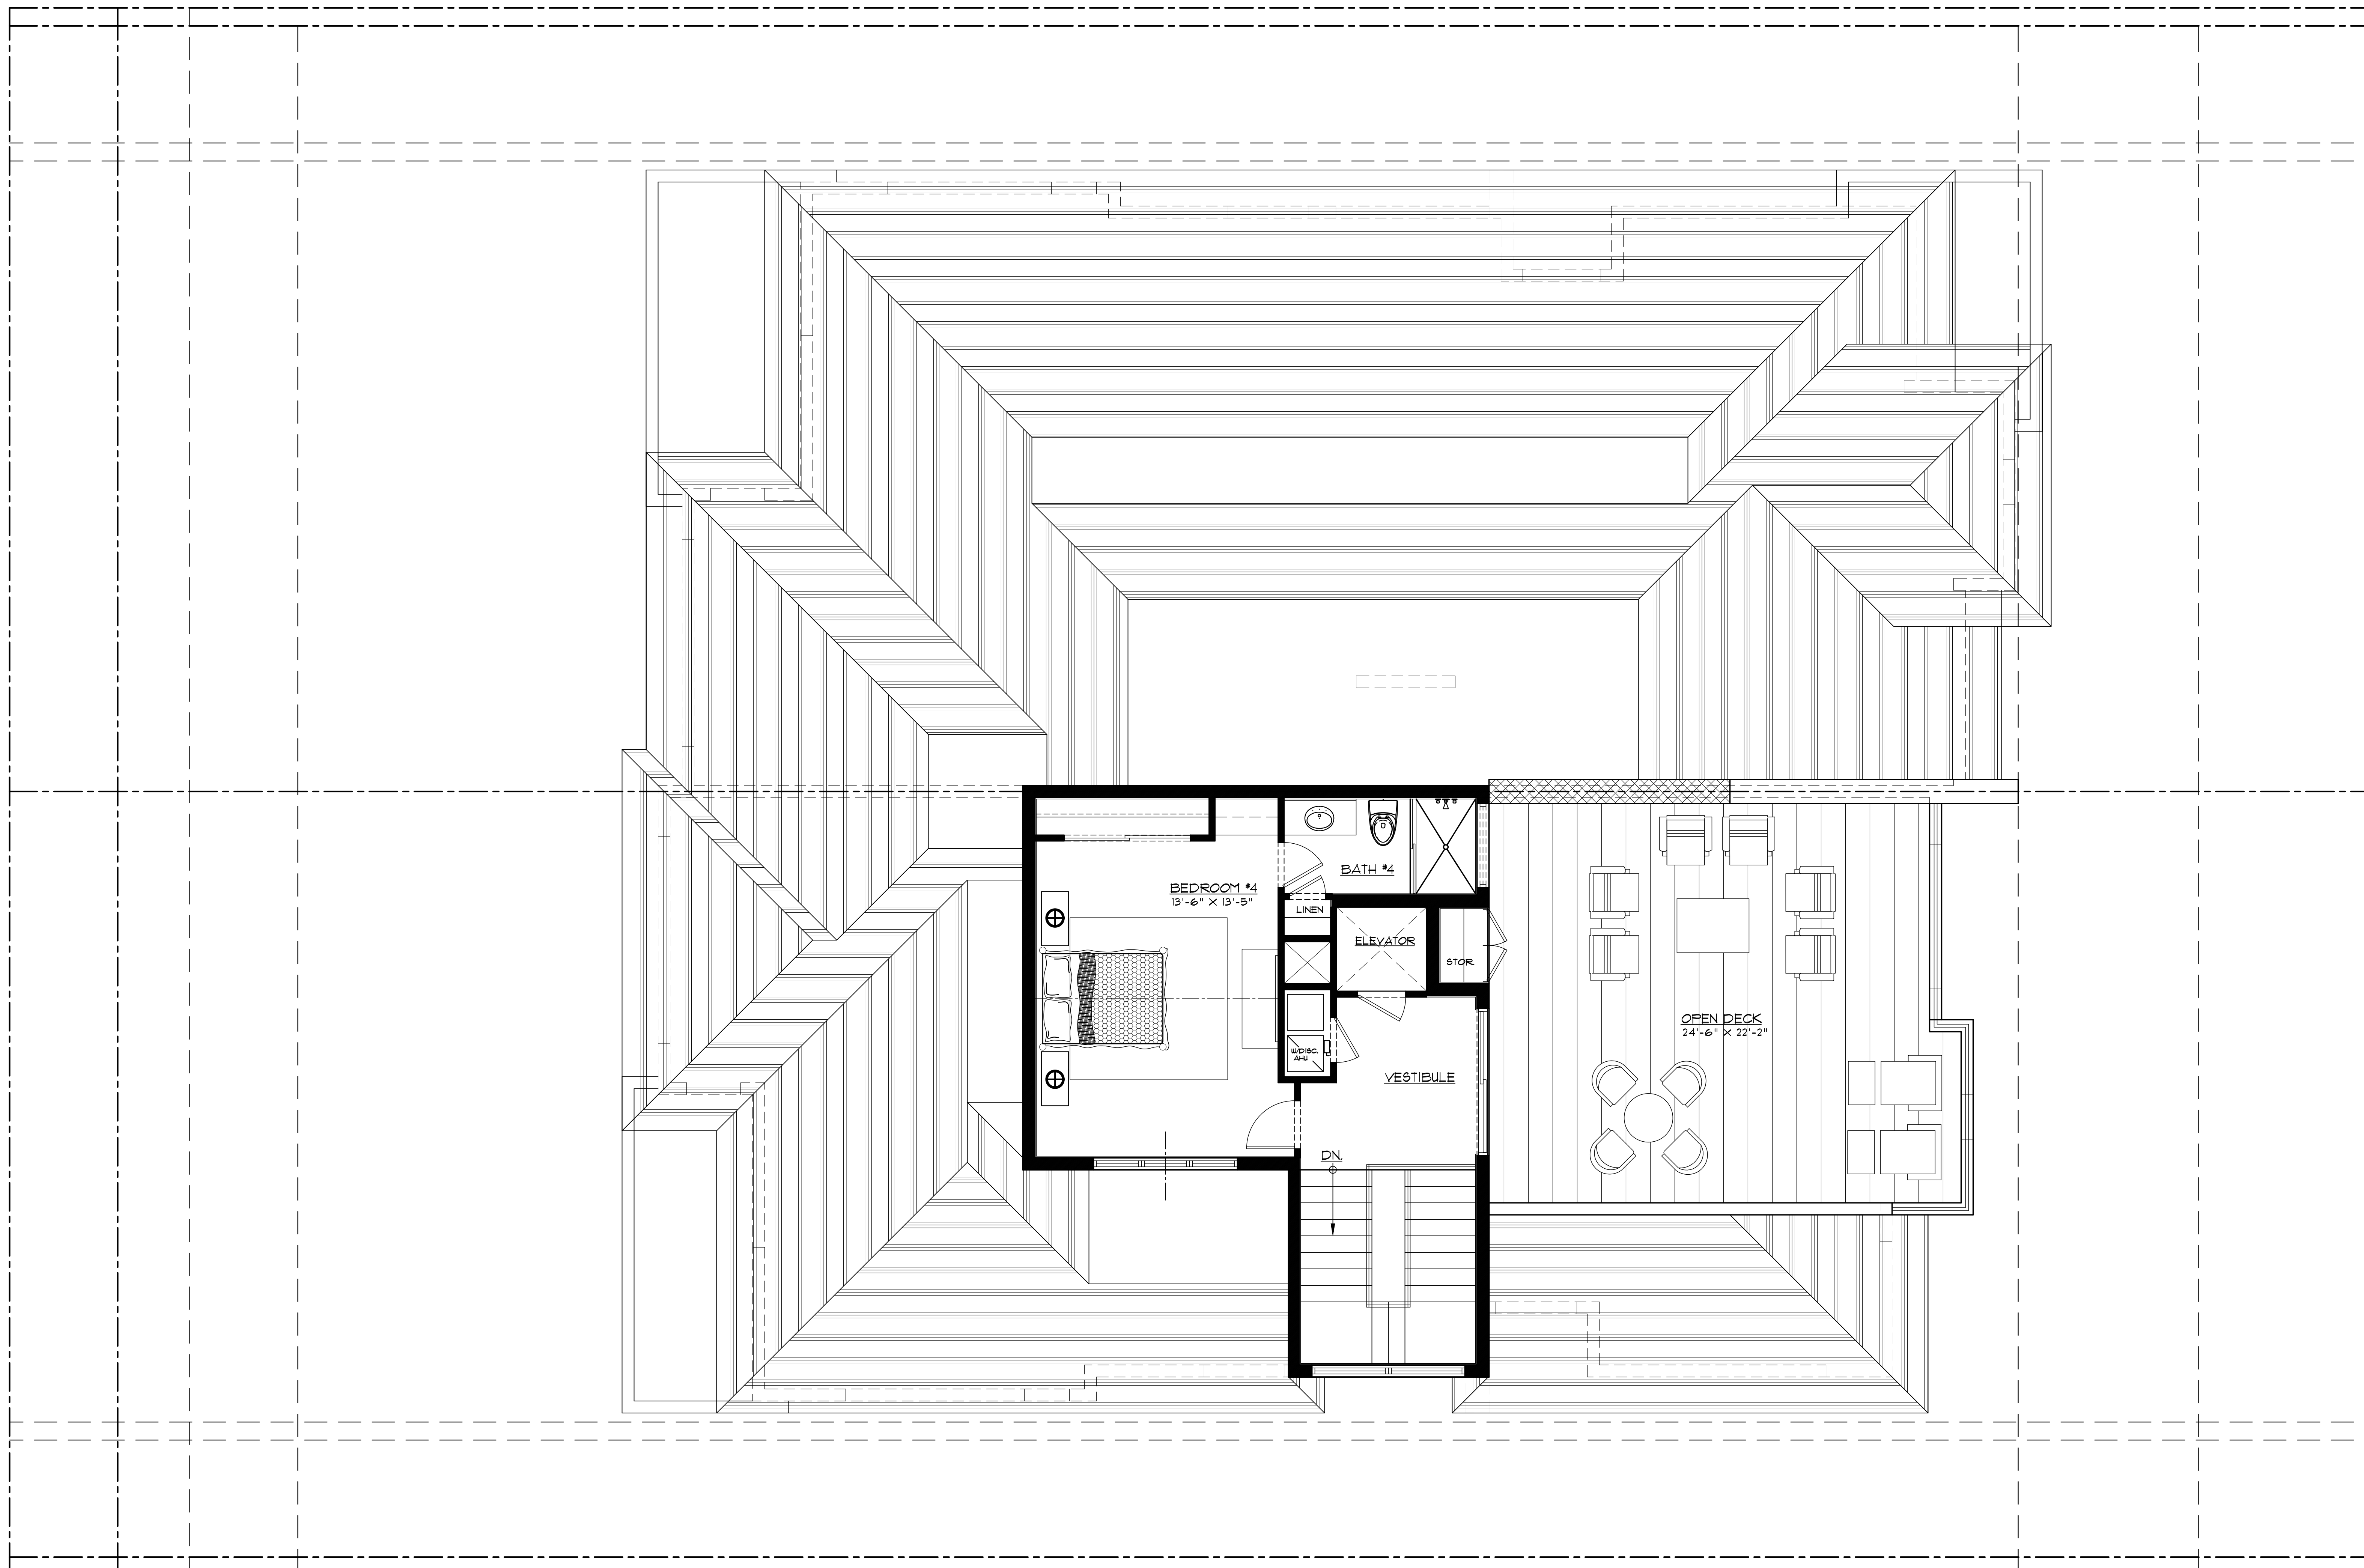 BATH #4
BEDROOM #4
13'-6" X 13'-5"
LINEN
ELEVATOR
STOR.
OPEN DECK
24'-6" X 22'-2"
W/DISC.
AHU
VESTIBULE
DN.